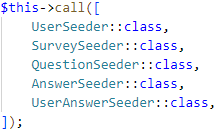 $this->call([
    UserSeeder::class,
    SurveySeeder::class,
    QuestionSeeder::class,
    AnswerSeeder::class,
    UserAnswerSeeder::class,
]);